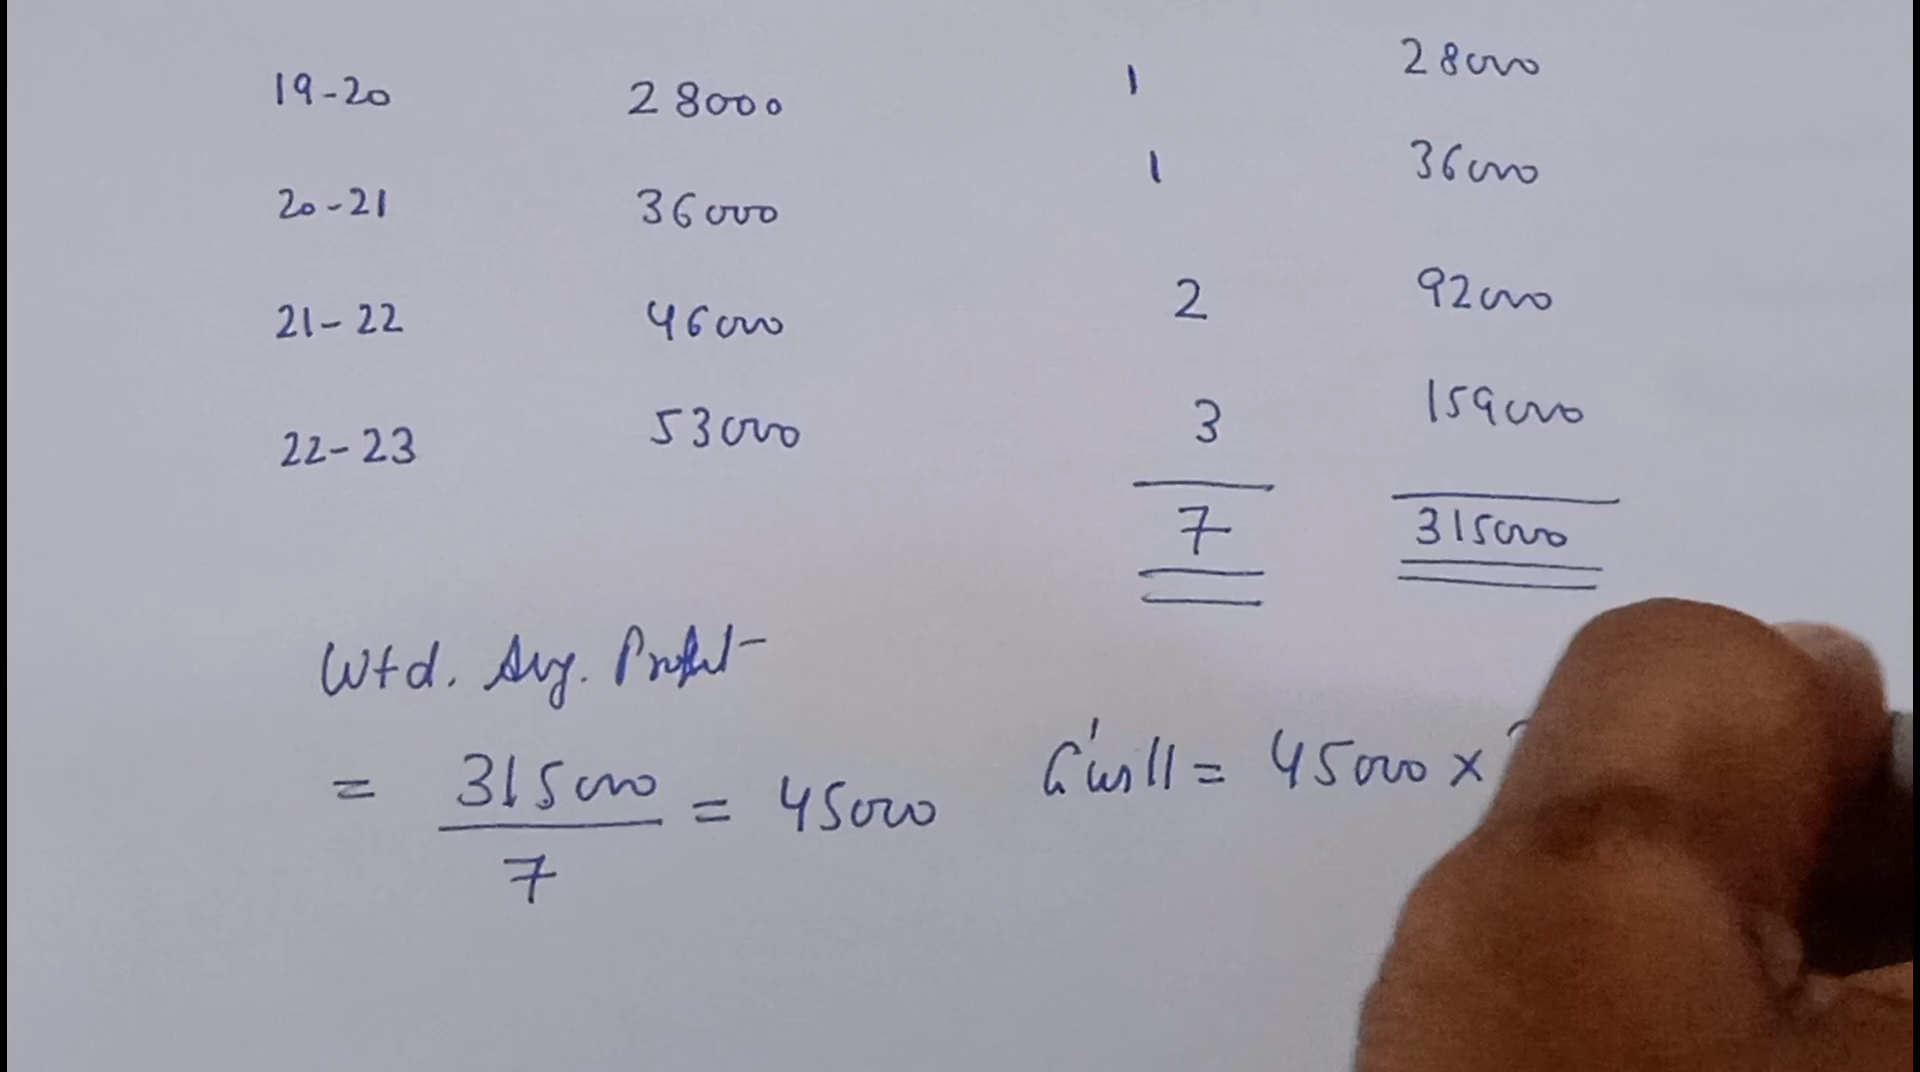 19-20 28000 1 28000
20-21 36000 1 36000
21-22 46000 2 92000
22-23 53000 3 159000
7 315000
Wtd. Avg. Profit
= 315000 / 7 = 45000
G'will = 45000 ×